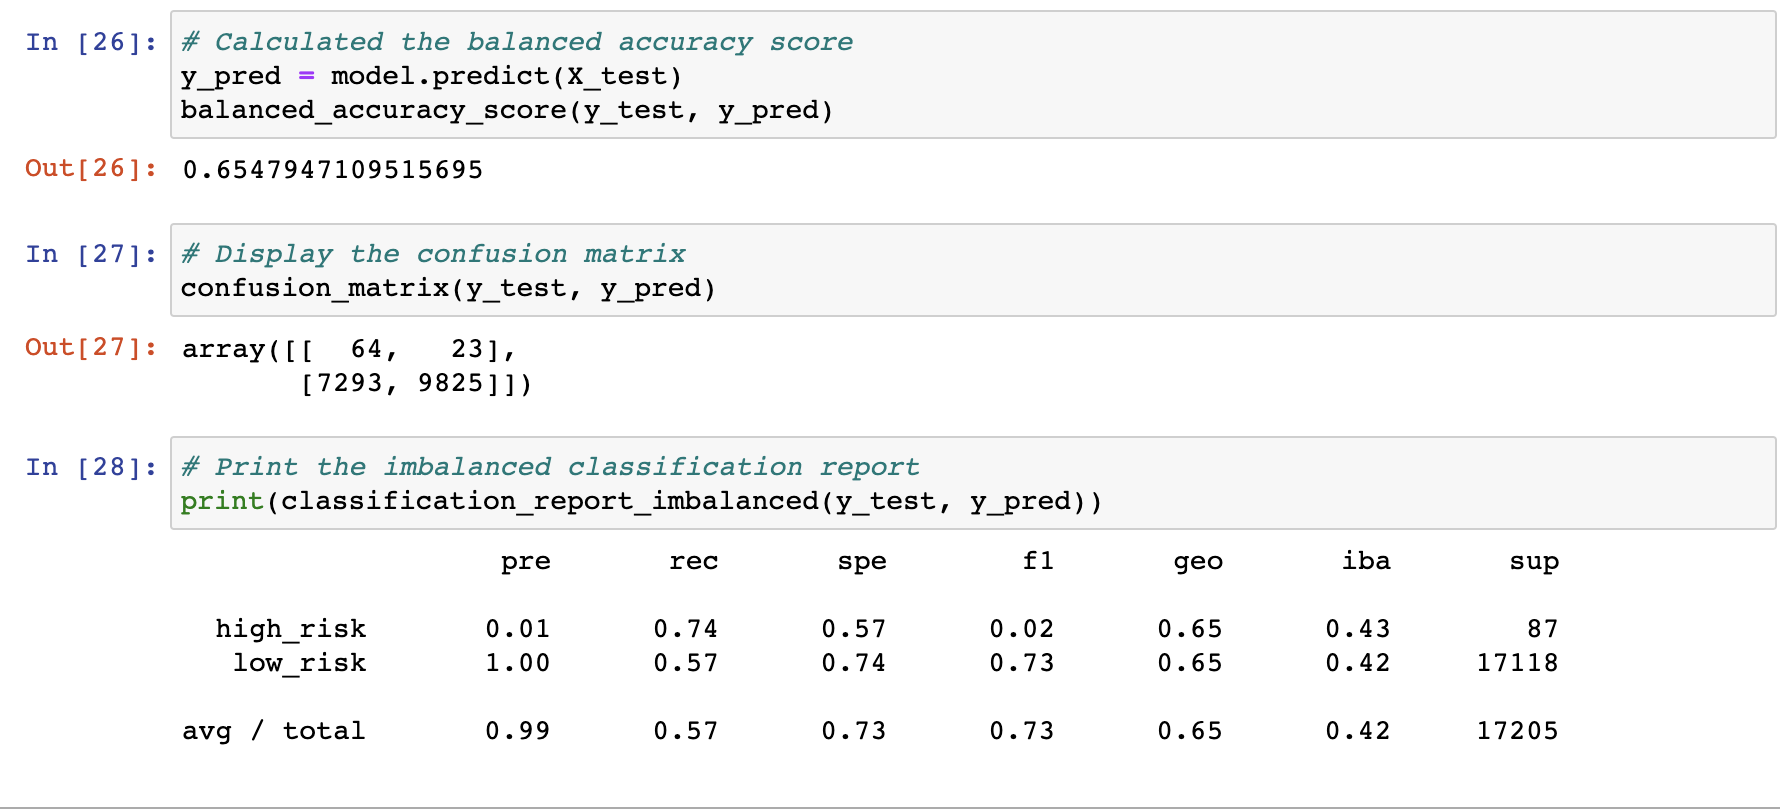 In [26]: # Calculated the balanced accuracy score
y_pred = model.predict(X_test)
balanced_accuracy_score(y_test, y_pred)
Out[26]: 0.6547947109515695
In [27]: # Display the confusion matrix
confusion_matrix(y_test, y_pred)
Out[27]: array([[  64,   23],
       [7293, 9825]])
In [28]: # Print the imbalanced classification report
print(classification_report_imbalanced(y_test, y_pred))
pre rec spe f1 geo iba sup
high_risk 0.01 0.74 0.57 0.02 0.65 0.43 87
low_risk 1.00 0.57 0.74 0.73 0.65 0.42 17118
avg / total 0.99 0.57 0.73 0.73 0.65 0.42 17205